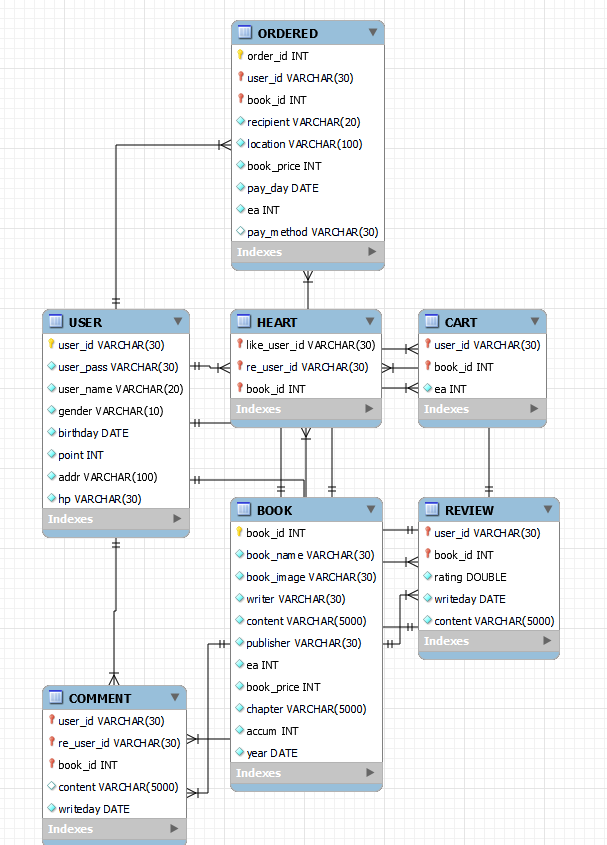 ORDERED
order_id INT
user_id VARCHAR(30)
book_id INT
recipient VARCHAR(20)
location VARCHAR(100)
book_price INT
pay_day DATE
ea INT
pay_method VARCHAR(30)
Indexes
USER
user_id VARCHAR(30)
user_pass VARCHAR(30)
user_name VARCHAR(20)
gender VARCHAR(10)
birthday DATE
point INT
addr VARCHAR(100)
hp VARCHAR(30)
Indexes
HEART
like_user_id VARCHAR(30)
re_user_id VARCHAR(30)
book_id INT
Indexes
CART
user_id VARCHAR(30)
book_id INT
ea INT
Indexes
BOOK
book_id INT
book_name VARCHAR(30)
book_image VARCHAR(30)
writer VARCHAR(30)
content VARCHAR(5000)
publisher VARCHAR(30)
ea INT
book_price INT
chapter VARCHAR(5000)
accum INT
year DATE
Indexes
REVIEW
user_id VARCHAR(30)
book_id INT
rating DOUBLE
writeday DATE
content VARCHAR(5000)
Indexes
COMMENT
user_id VARCHAR(30)
re_user_id VARCHAR(30)
book_id INT
content VARCHAR(5000)
writeday DATE
Indexes